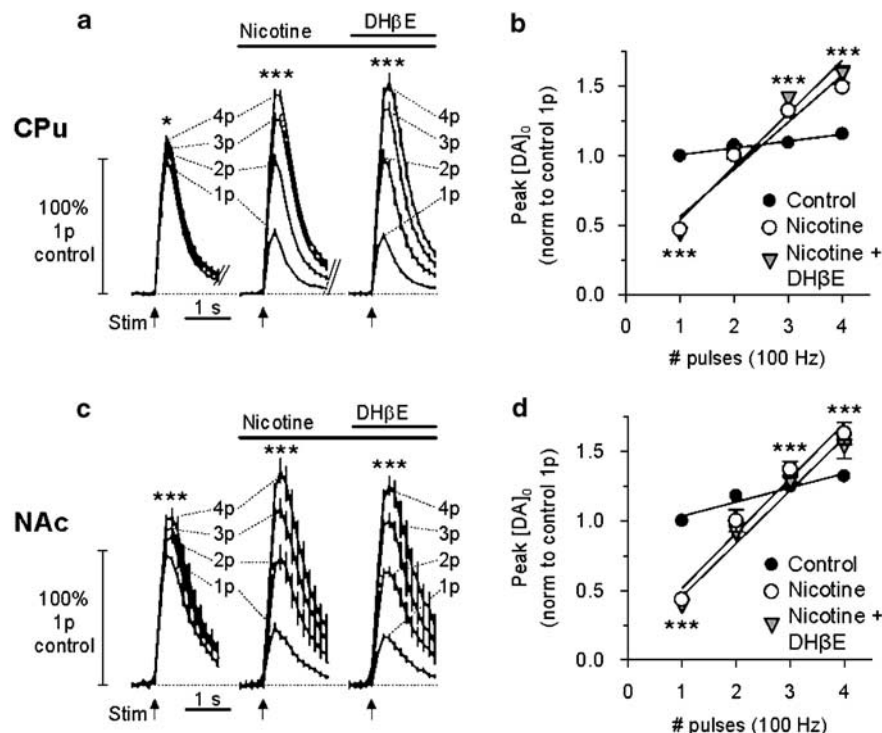 a
Nicotine
DHβE
CPu
*
***
***
4p
3p
2p
1p
4p
3p
2p
1p
100%
1p
control
Stim
1 s
b
Peak [DA]₀
(norm to control 1p)
1.5
1.0
0.5
0.0
***
***
***
Control
Nicotine
Nicotine +
DHβE
0 1 2 3 4
# pulses (100 Hz)
c
Nicotine
DHβE
NAc
***
***
***
4p
3p
2p
1p
4p
3p
2p
1p
100%
1p
control
Stim
1 s
d
Peak [DA]₀
(norm to control 1p)
1.5
1.0
0.5
0.0
***
***
***
Control
Nicotine
Nicotine +
DHβE
0 1 2 3 4
# pulses (100 Hz)